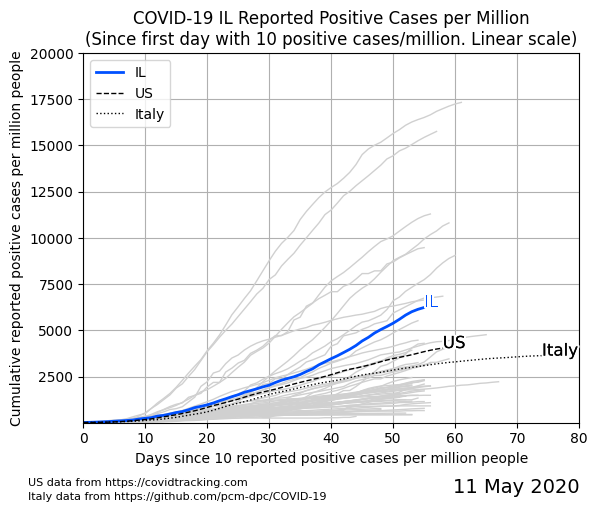 COVID-19 IL Reported Positive Cases per Million
(Since first day with 10 positive cases/million. Linear scale)
Cumulative reported positive cases per million people
20000
17500
15000
12500
10000
7500
5000
2500
IL
US
Italy
IL
US
Italy
0 10 20 30 40 50 60 70 80
Days since 10 reported positive cases per million people
US data from https://covidtracking.com
Italy data from https://github.com/pcm-dpc/COVID-19
11 May 2020